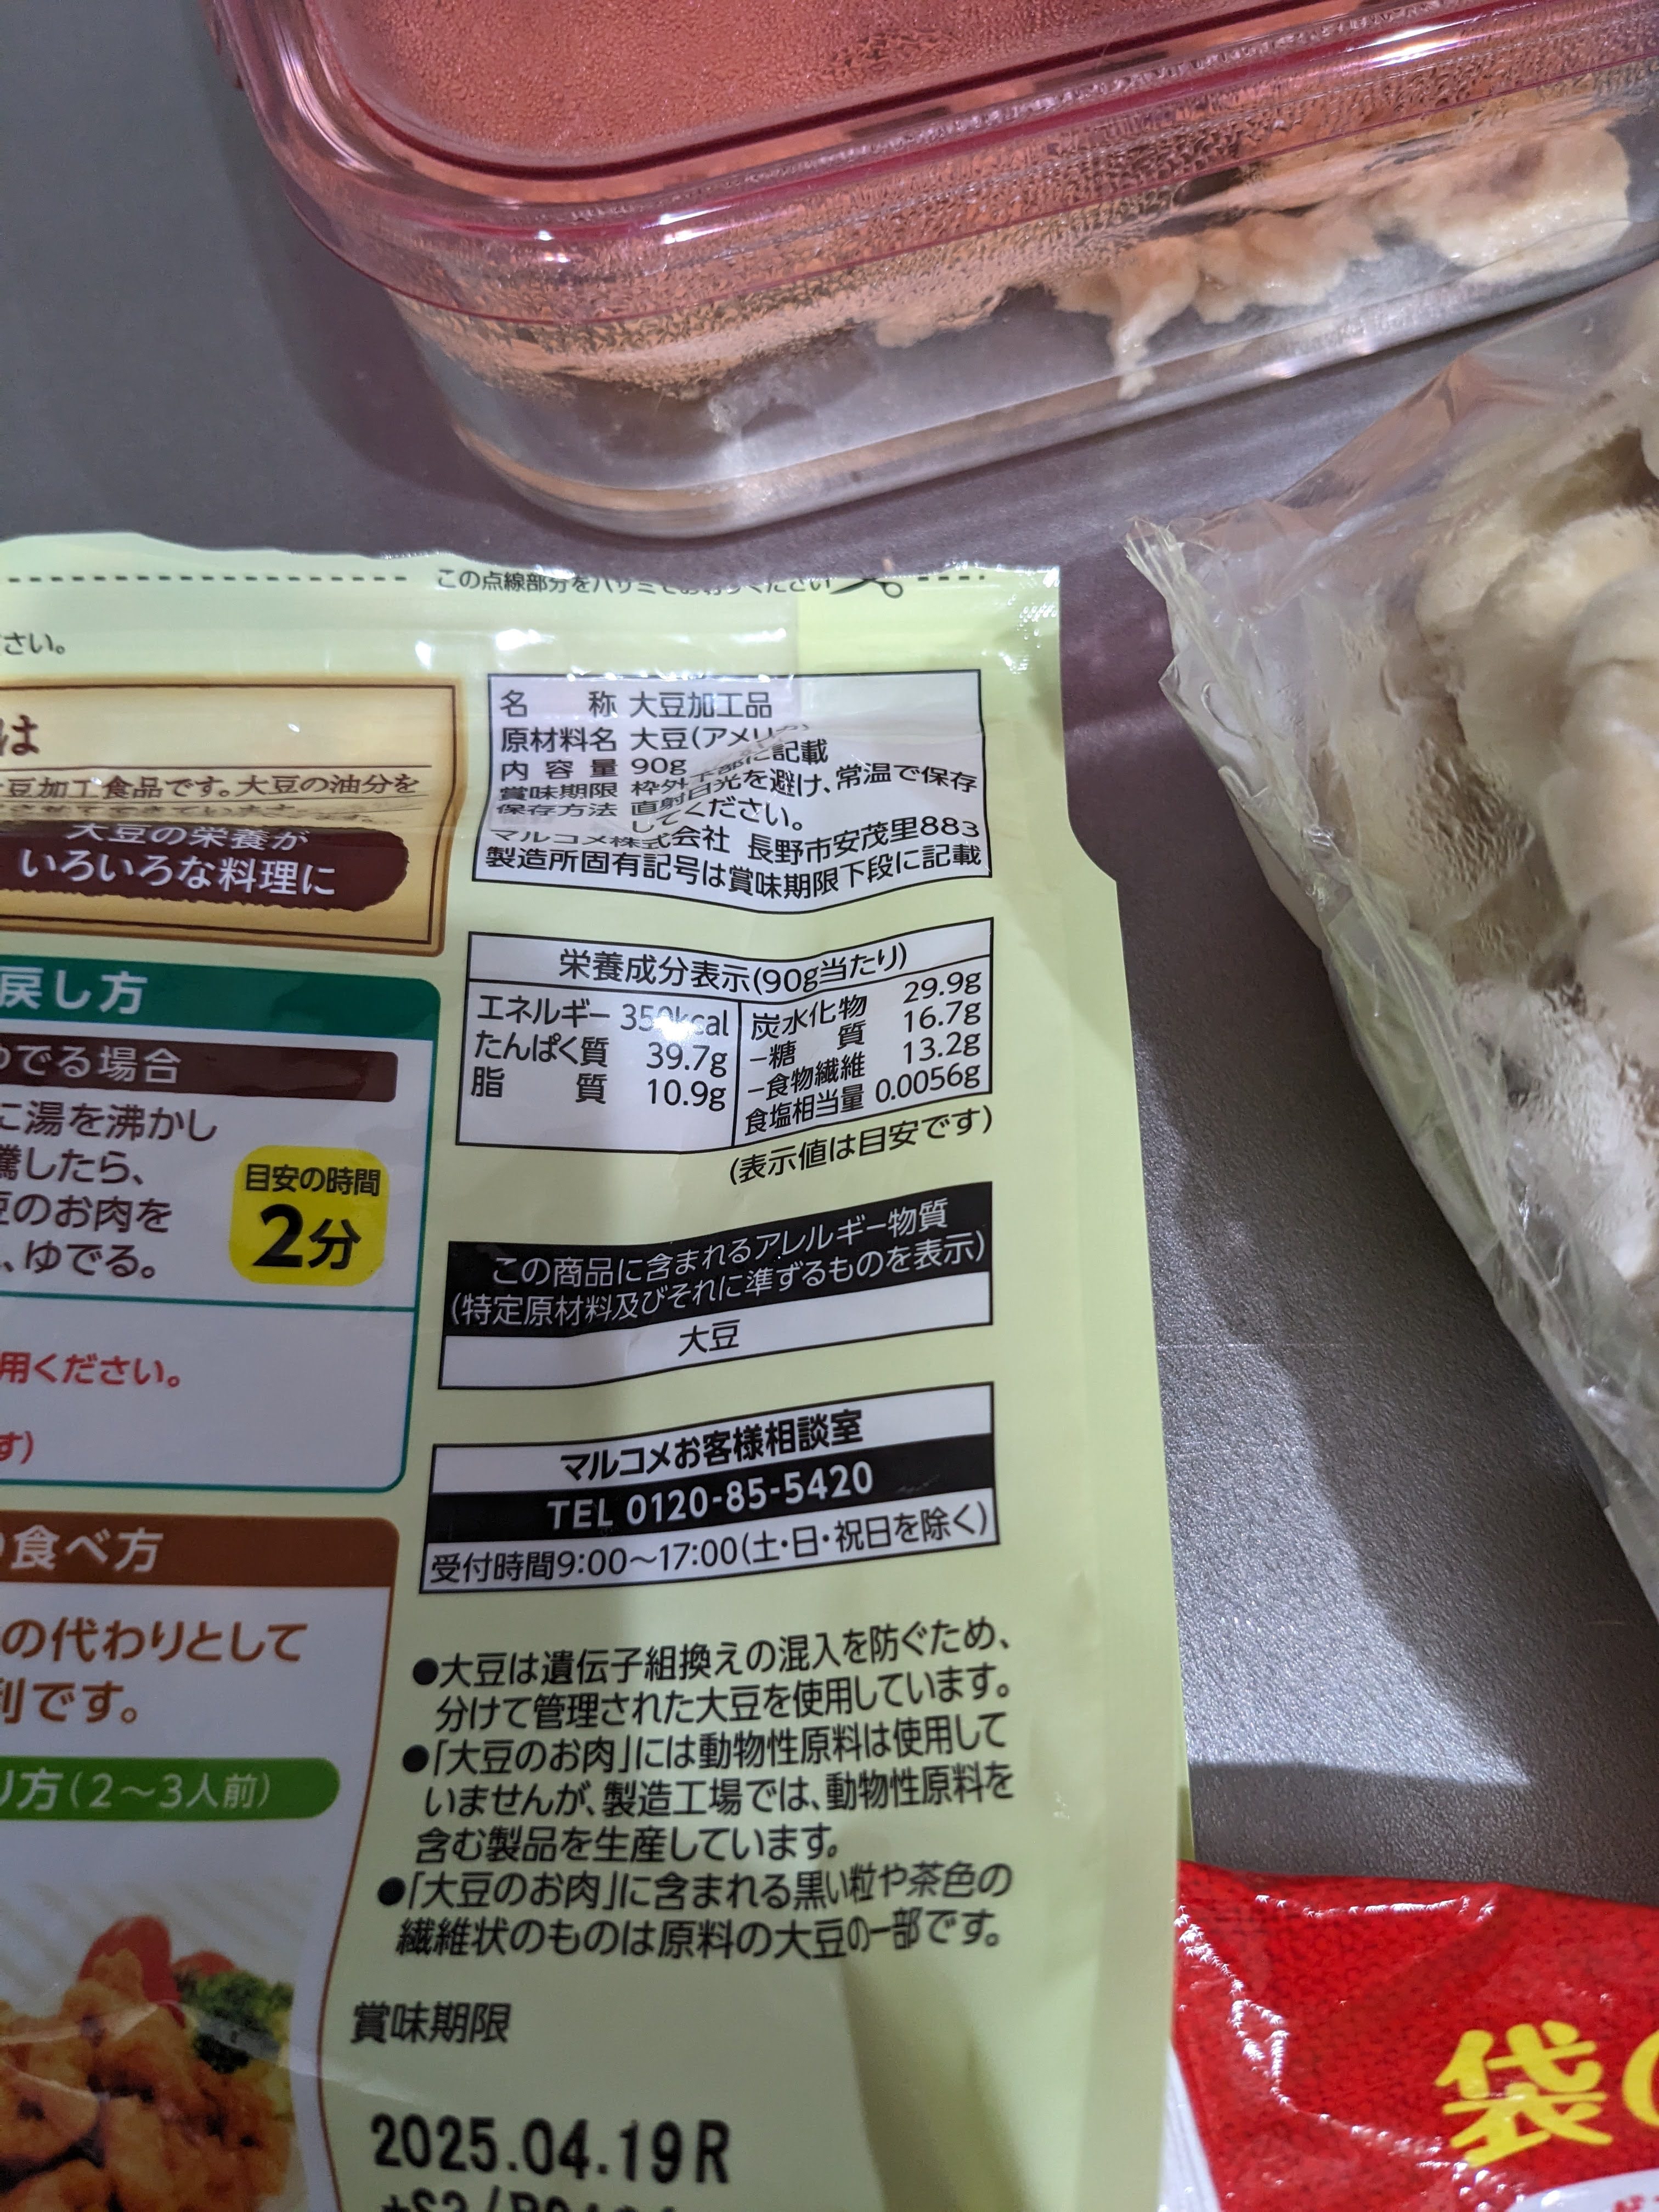 この点線部分をハサミでお切りください
さい。
は
豆加工食品です。大豆の油分を
大豆の栄養が
いろいろな料理に
名 称 大豆加工品
原材料名 大豆(アメリカ)
内容量 90g
賞味期限 枠外下部に記載
保存方法 直射日光を避け、常温で保存
してください。
マルコメ株式会社 長野市安茂里883
製造所固有記号は賞味期限下段に記載
栄養成分表示(90g当たり)
エネルギー 350kcal
たんぱく質 39.7g
脂 質 10.9g
炭水化物 29.9g
−糖 質 16.7g
−食物繊維 13.2g
食塩相当量 0.0056g
(表示値は目安です)
戻し方
ゆでる場合
に湯を沸かし
騰したら、
豆のお肉を
、ゆでる。
目安の時間
2分
用ください。
す)
この商品に含まれるアレルギー物質
(特定原材料及びそれに準ずるものを表示)
大豆
マルコメお客様相談室
TEL 0120-85-5420
受付時間9:00〜17:00(土・日・祝日を除く)
食べ方
の代わりとして
利です。
り方(2〜3人前)
●大豆は遺伝子組換えの混入を防ぐため、
分けて管理された大豆を使用しています。
●「大豆のお肉」には動物性原料は使用して
いませんが、製造工場では、動物性原料を
含む製品を生産しています。
●「大豆のお肉」に含まれる黒い粒や茶色の
繊維状のものは原料の大豆の一部です。
賞味期限
2025.04.19R
袋